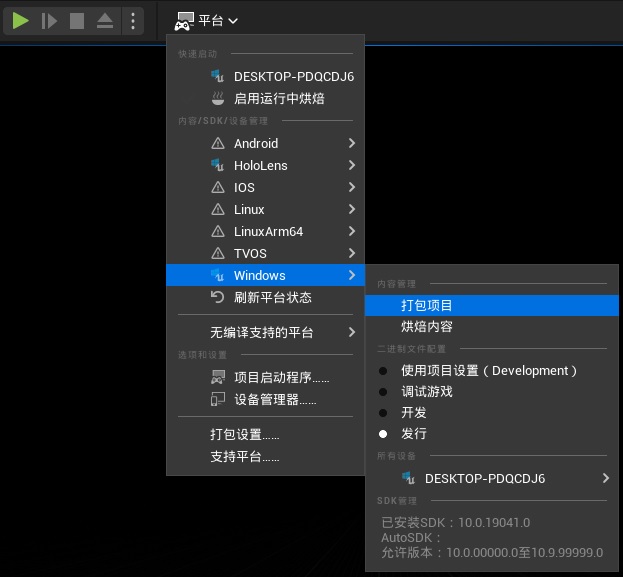 平台
快速启动
DESKTOP-PDQCDJ6
启用运行中烘焙
内容/SDK/设备管理
Android
HoloLens
IOS
Linux
LinuxArm64
TVOS
Windows
刷新平台状态
无编译支持的平台
选项和设置
项目启动程序……
设备管理器……
打包设置……
支持平台……
内容管理
打包项目
烘焙内容
二进制文件配置
使用项目设置（Development）
调试游戏
开发
发行
所有设备
DESKTOP-PDQCDJ6
SDK管理
已安装SDK：10.0.19041.0
AutoSDK：
允许版本：10.0.00000.0至10.9.99999.0